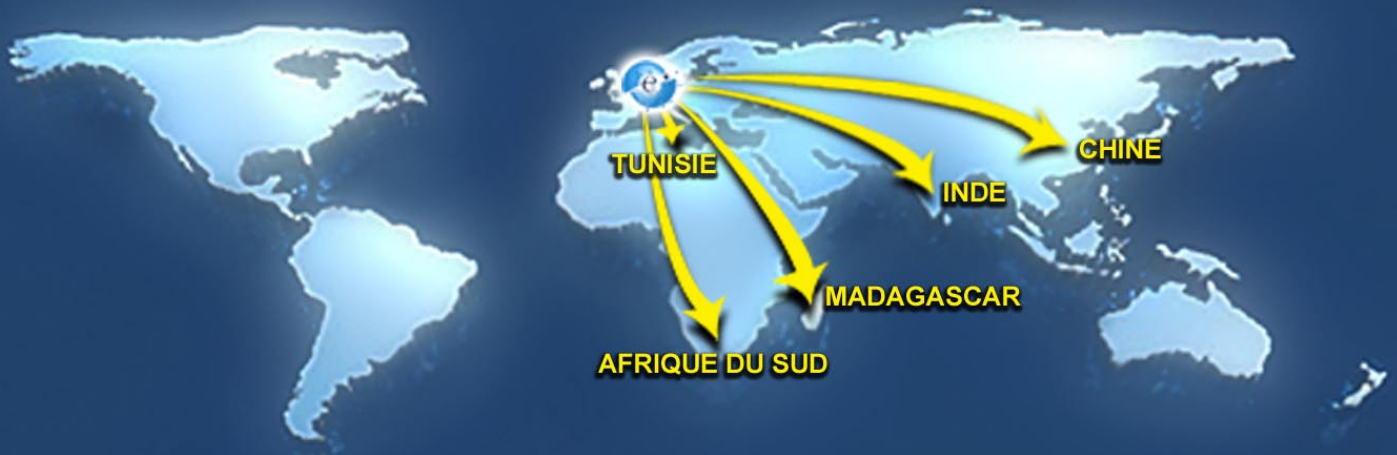 e
TUNISIE
CHINE
INDE
MADAGASCAR
AFRIQUE DU SUD